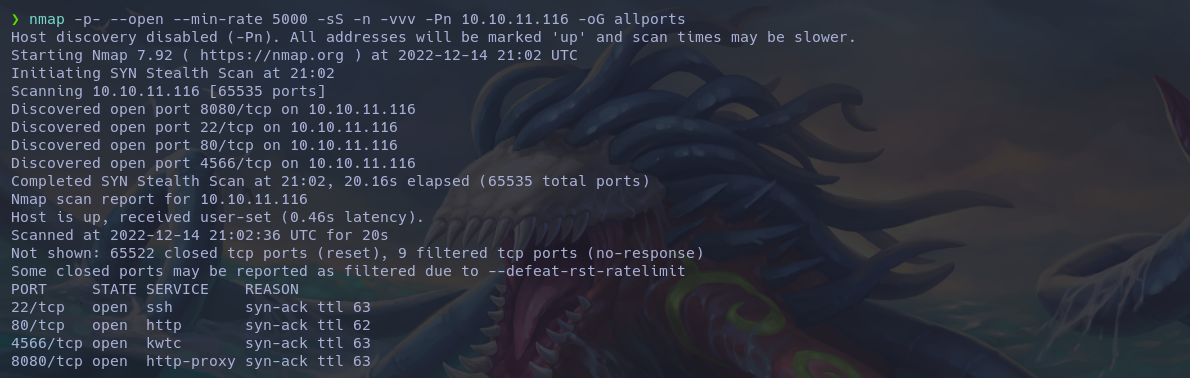 ❯ nmap -p- --open --min-rate 5000 -sS -n -vvv -Pn 10.10.11.116 -oG allports
Host discovery disabled (-Pn). All addresses will be marked 'up' and scan times may be slower.
Starting Nmap 7.92 ( https://nmap.org ) at 2022-12-14 21:02 UTC
Initiating SYN Stealth Scan at 21:02
Scanning 10.10.11.116 [65535 ports]
Discovered open port 8080/tcp on 10.10.11.116
Discovered open port 22/tcp on 10.10.11.116
Discovered open port 80/tcp on 10.10.11.116
Discovered open port 4566/tcp on 10.10.11.116
Completed SYN Stealth Scan at 21:02, 20.16s elapsed (65535 total ports)
Nmap scan report for 10.10.11.116
Host is up, received user-set (0.46s latency).
Scanned at 2022-12-14 21:02:36 UTC for 20s
Not shown: 65522 closed tcp ports (reset), 9 filtered tcp ports (no-response)
Some closed ports may be reported as filtered due to --defeat-rst-ratelimit
PORT     STATE SERVICE    REASON
22/tcp   open  ssh        syn-ack ttl 63
80/tcp   open  http       syn-ack ttl 62
4566/tcp open  kwtc       syn-ack ttl 63
8080/tcp open  http-proxy syn-ack ttl 63